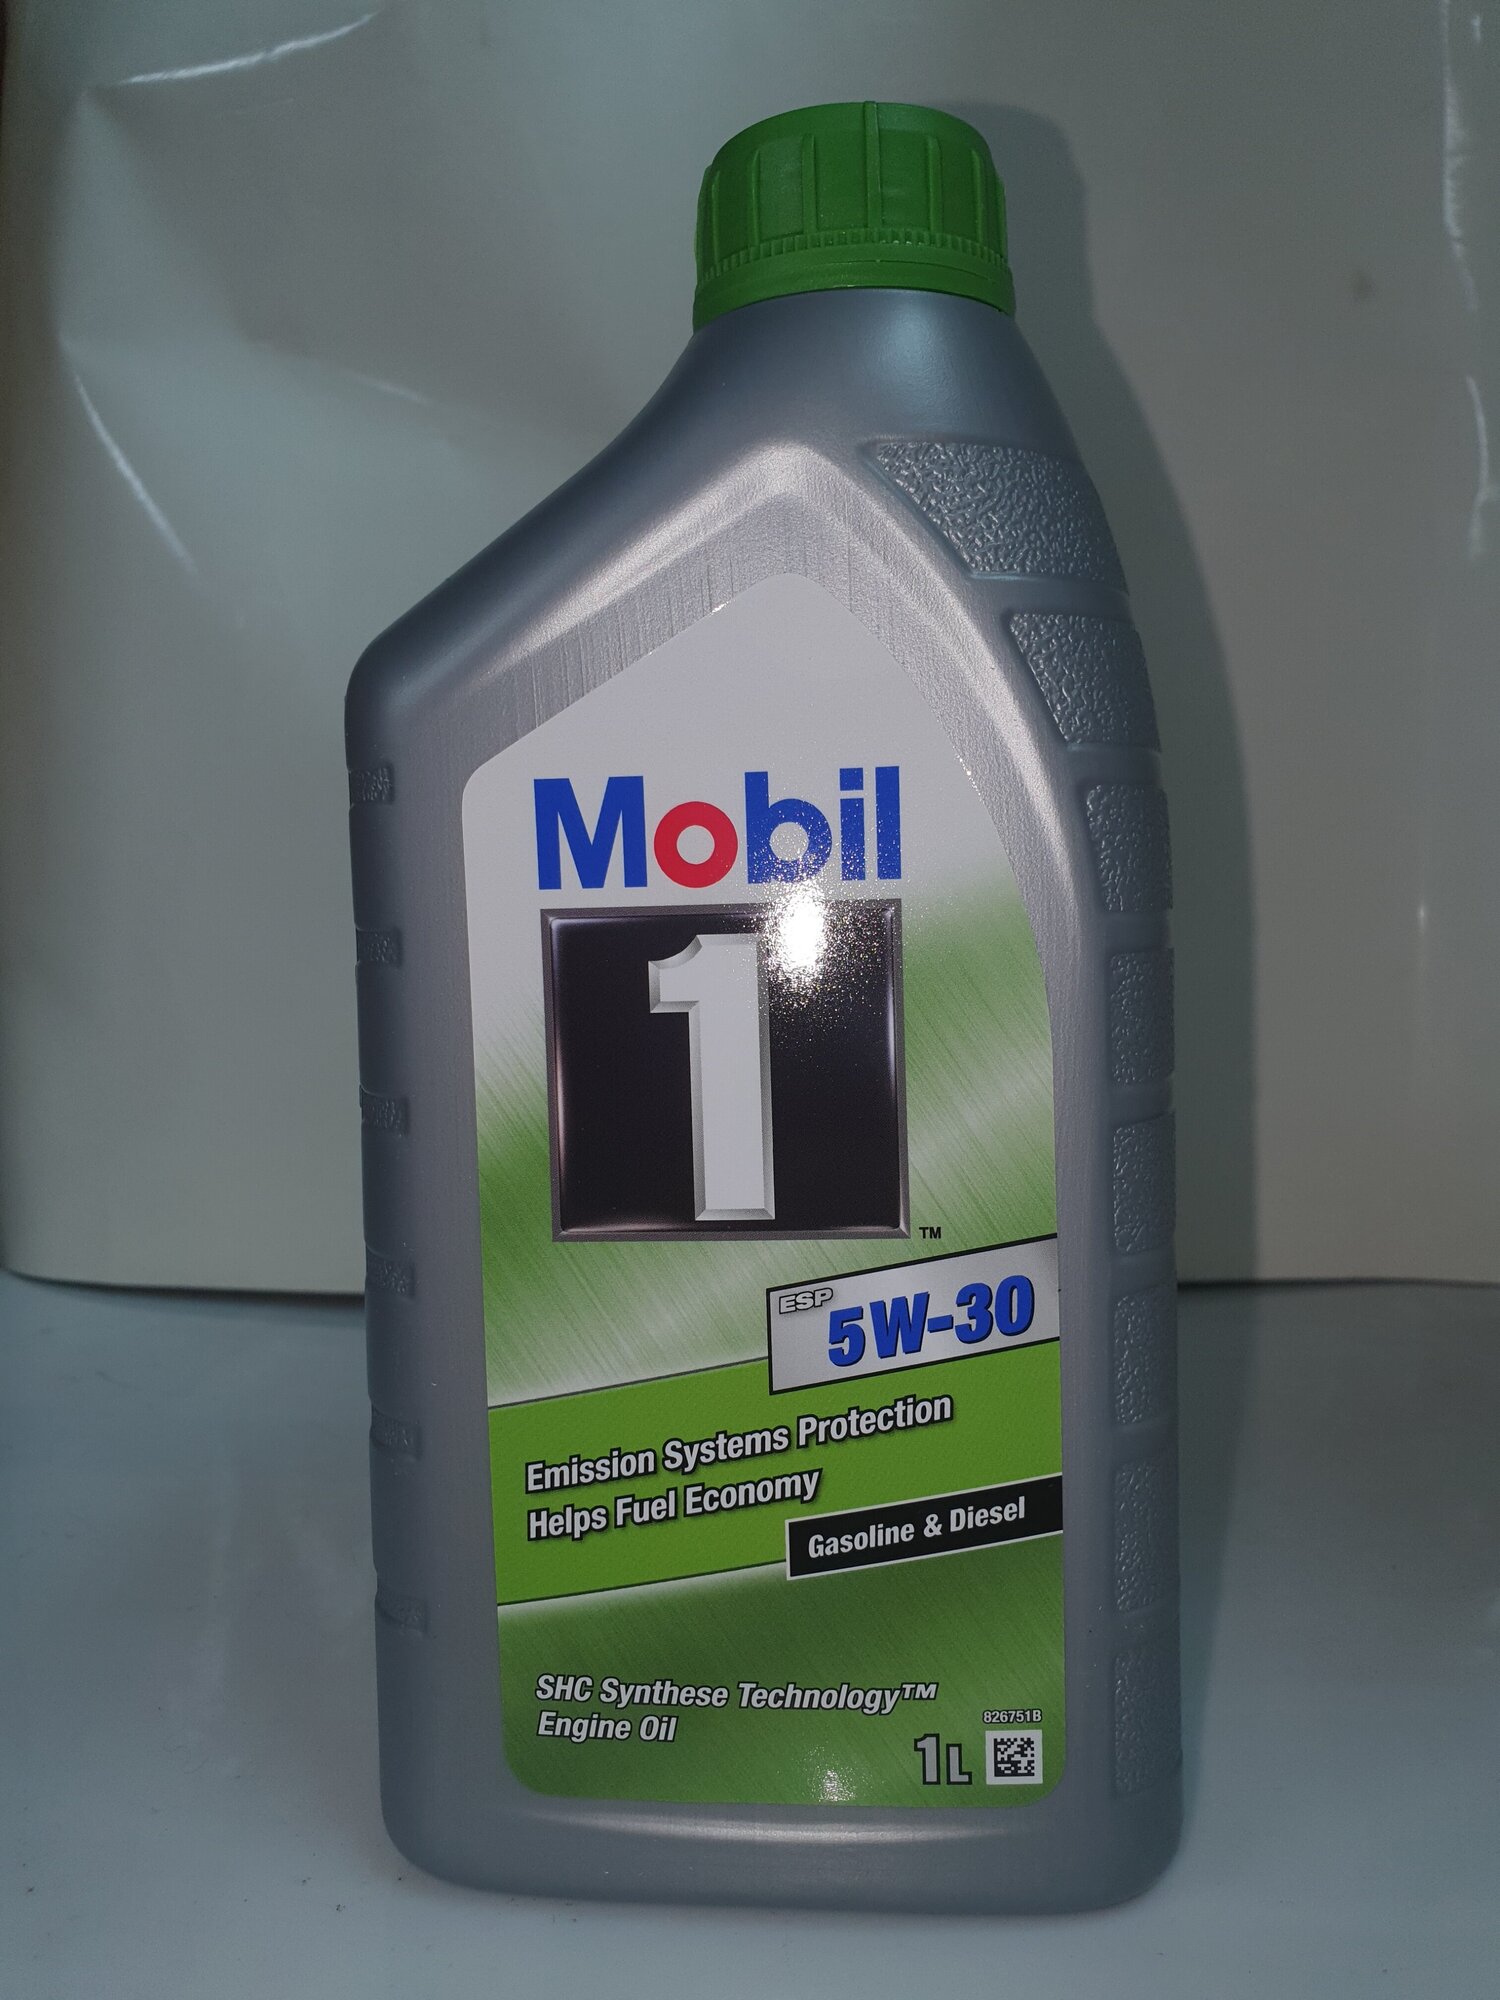 Mobil
1
TM
ESP
5W-30
Emission Systems Protection
Helps Fuel Economy
Gasoline & Diesel
SHC Synthese Technology™
Engine Oil
826751B
1L